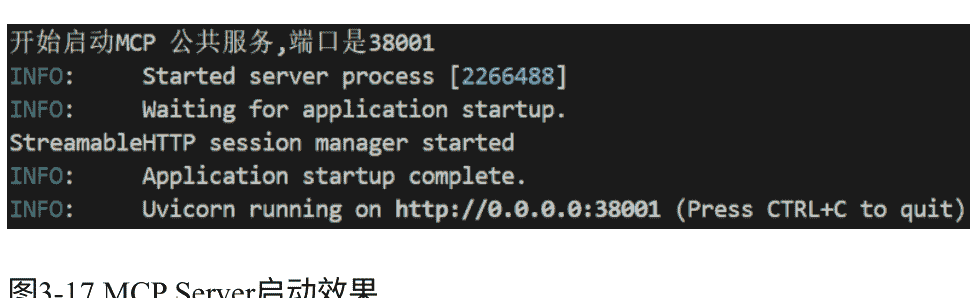 开始启动MCP 公共服务,端口是38001
INFO:     Started server process [2266488]
INFO:     Waiting for application startup.
StreamableHTTP session manager started
INFO:     Application startup complete.
INFO:     Uvicorn running on http://0.0.0.0:38001 (Press CTRL+C to quit)
图3-17 MCP Server启动效果